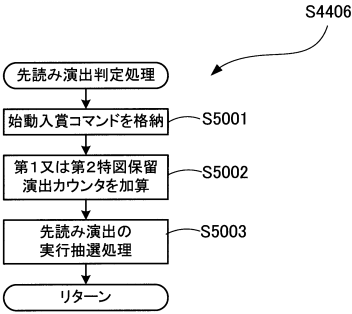 S4406
先読み演出判定処理
始動入賞コマンドを格納
S5001
第1又は第2特図保留
演出カウンタを加算
S5002
先読み演出の
実行抽選処理
S5003
リターン